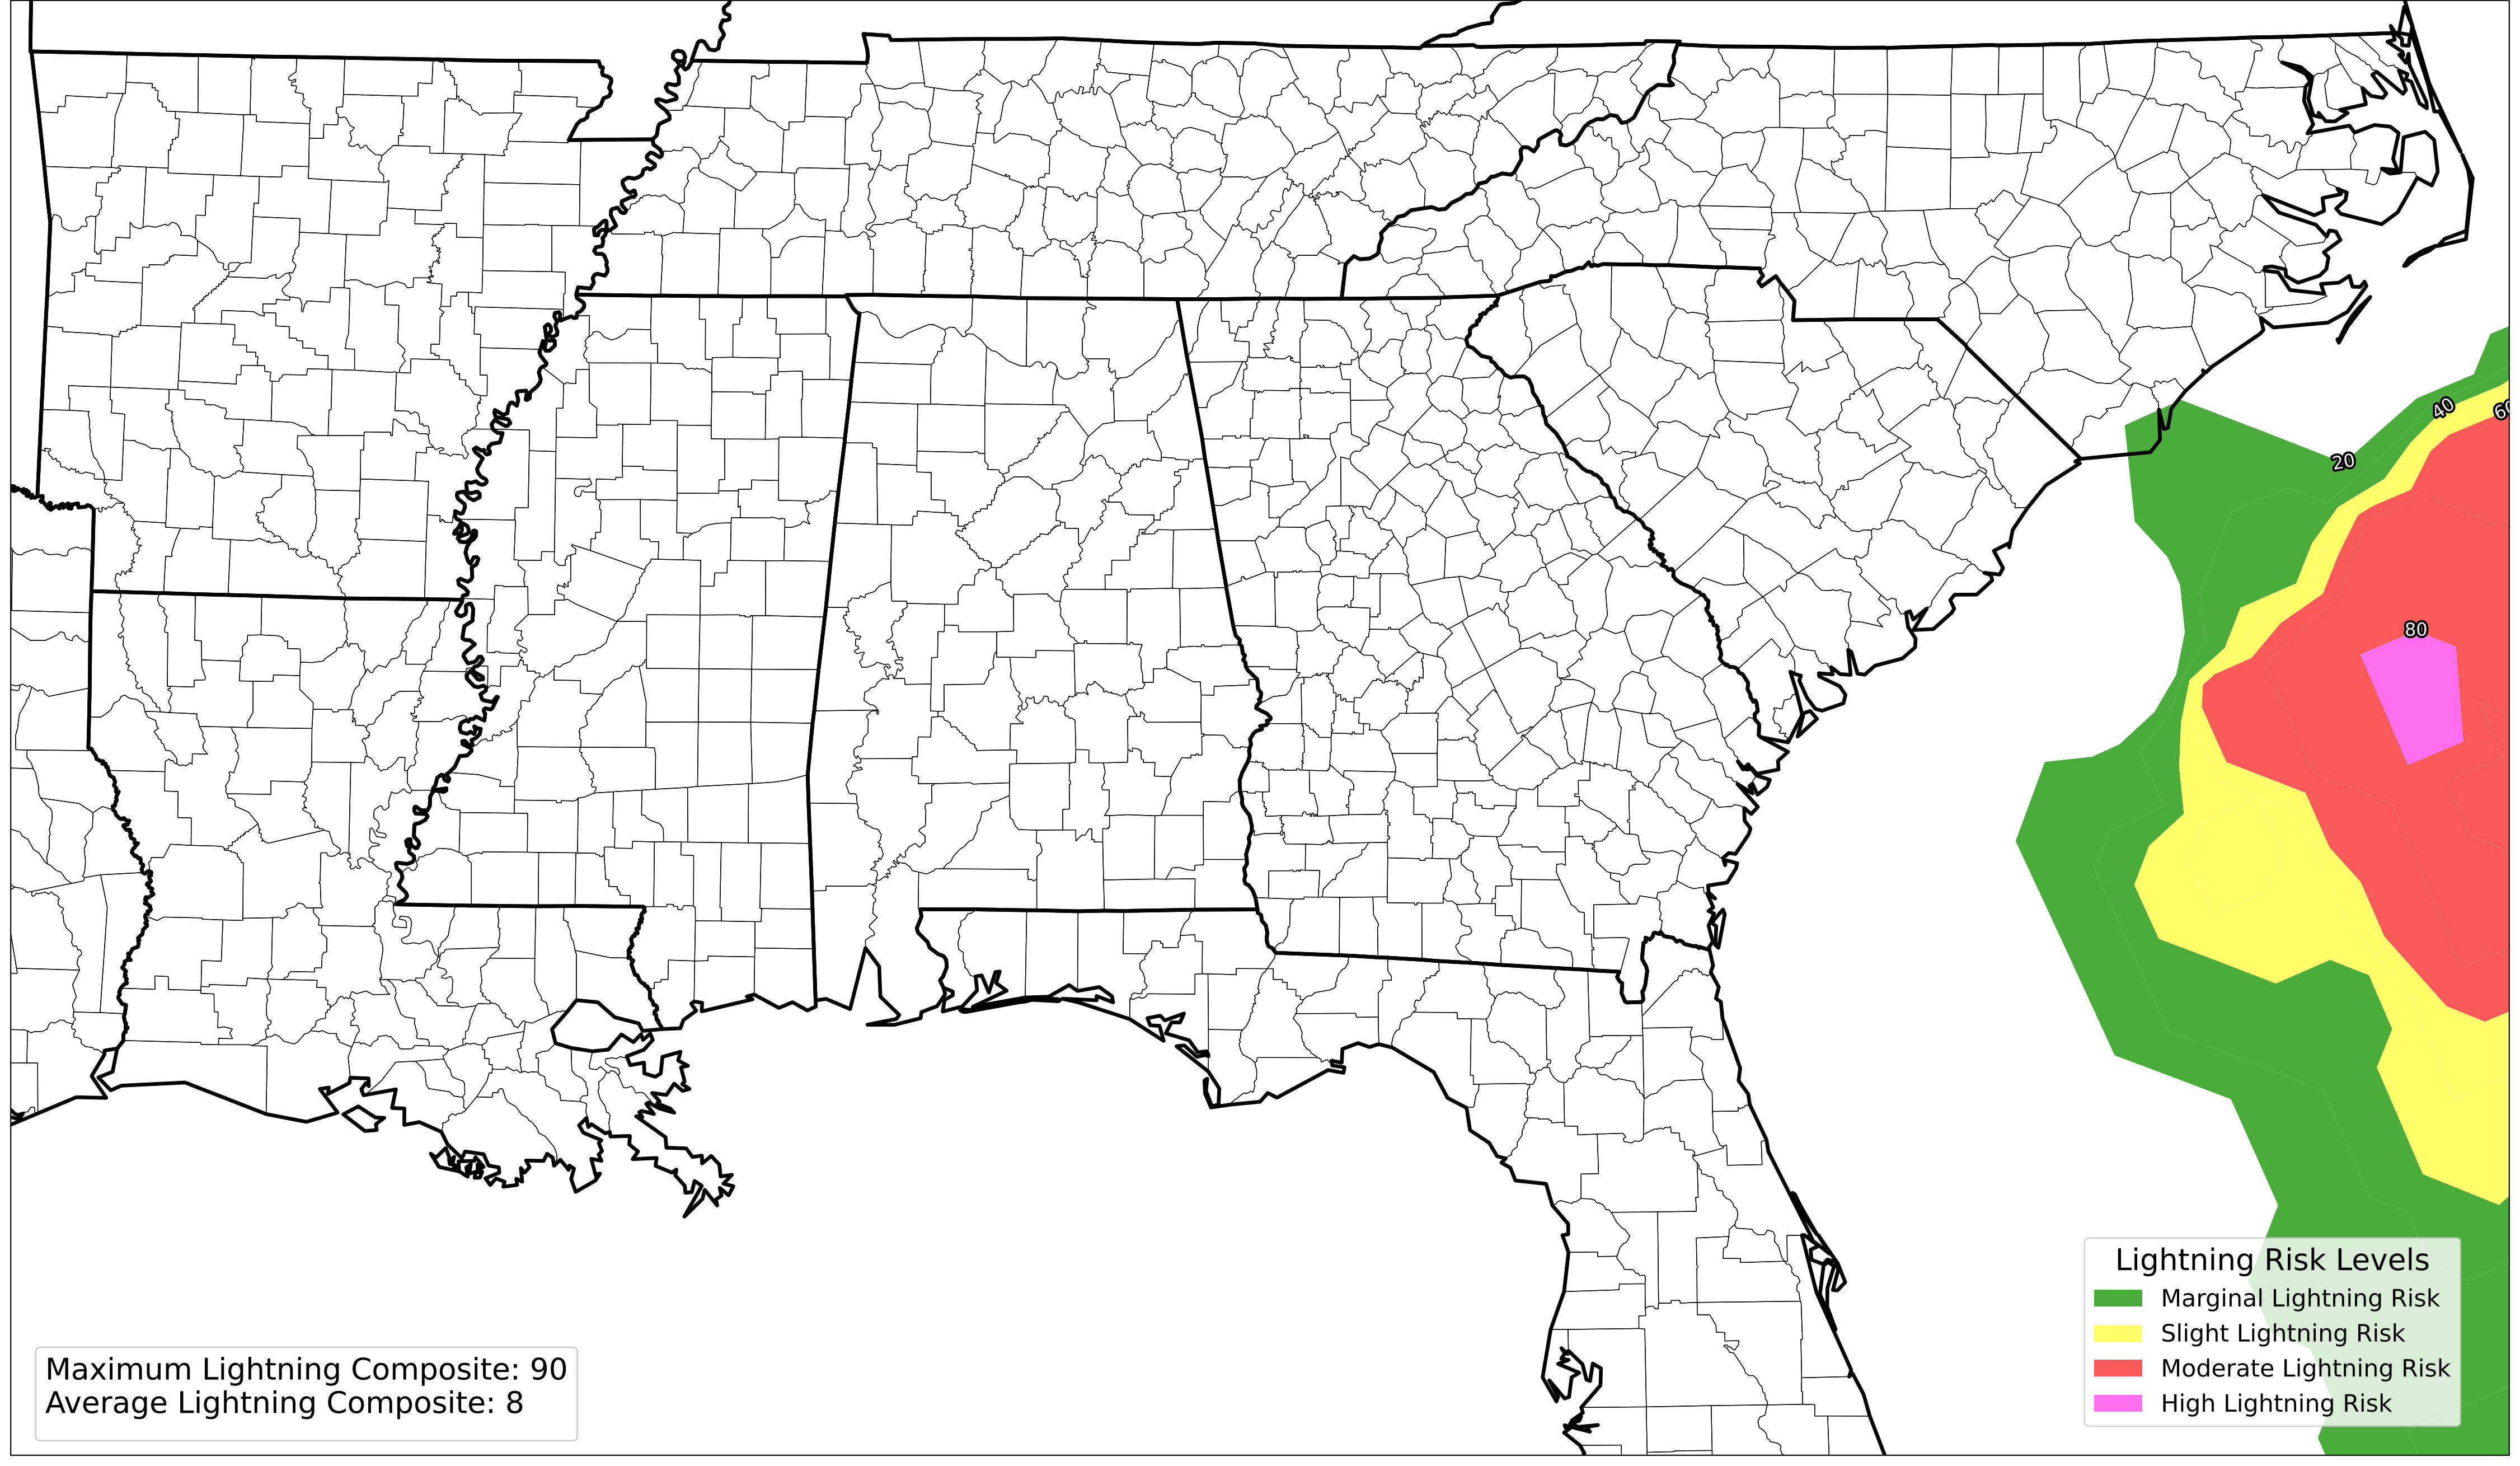 40
60
20
80
Lightning Risk Levels
Marginal Lightning Risk
Slight Lightning Risk
Moderate Lightning Risk
High Lightning Risk
Maximum Lightning Composite: 90
Average Lightning Composite: 8